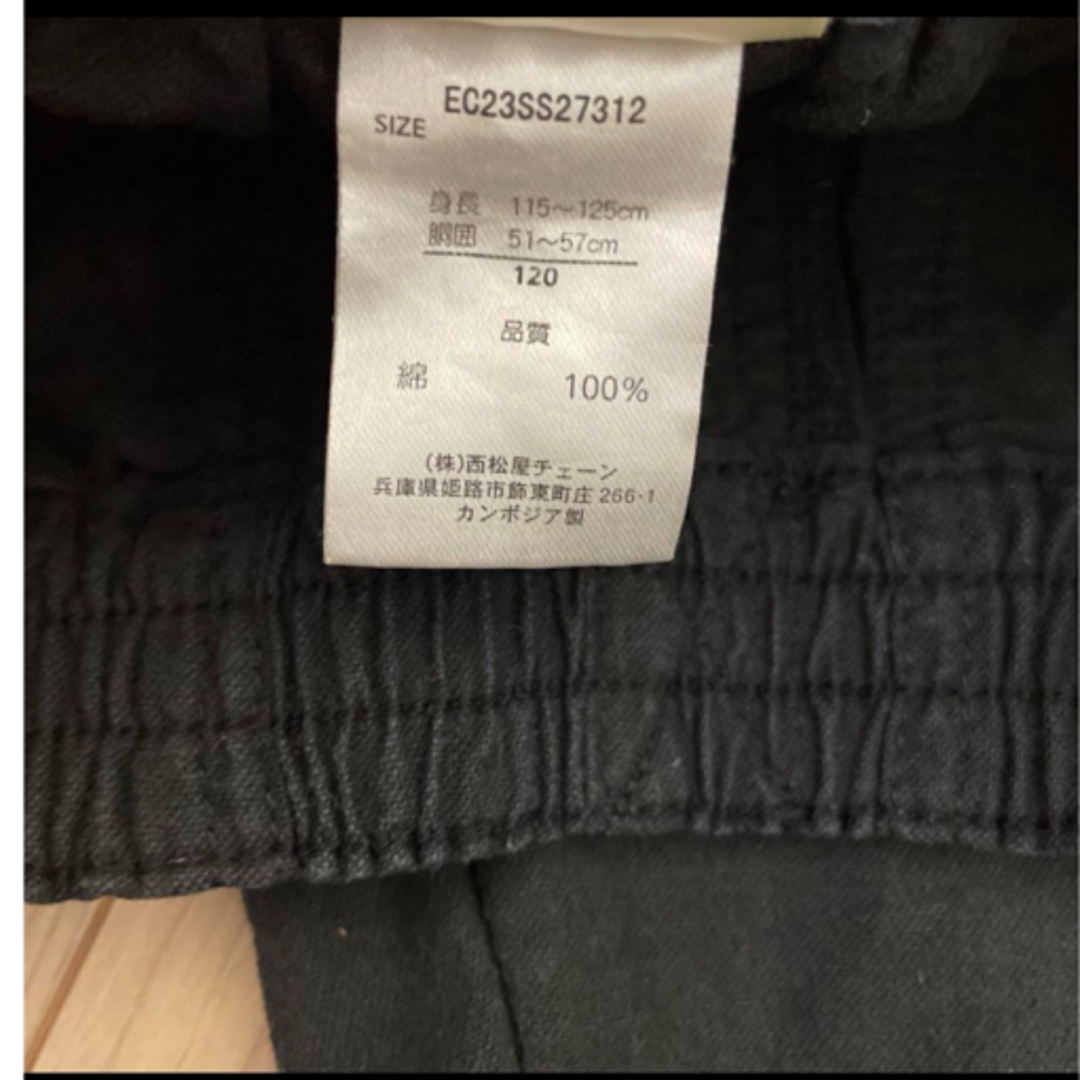 EC23SS27312
SIZE
身長 115～125cm
胴囲 51～57cm
120
品質
綿 100%
(株)西松屋チェーン
兵庫県姫路市飾東町庄 266-1
カンボジア製